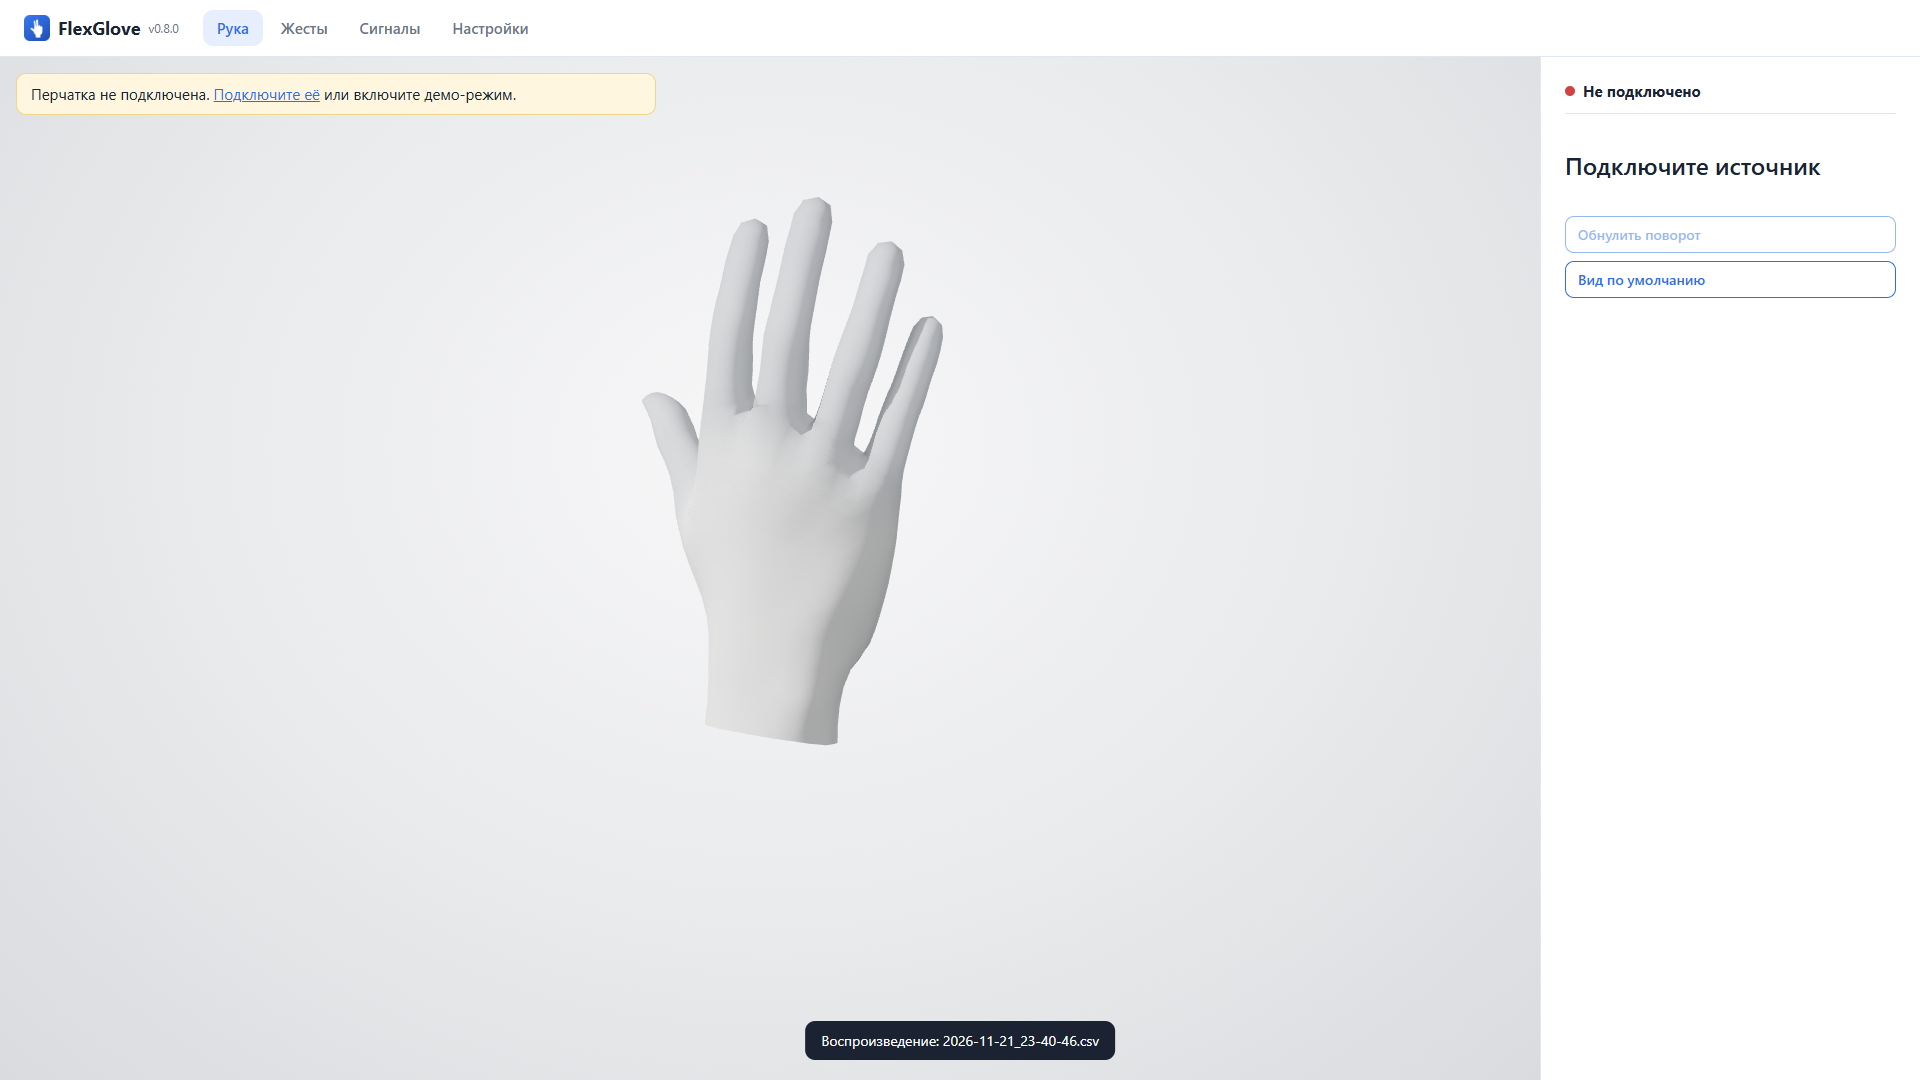 FlexGlove v0.8.0 Рука Жесты Сигналы Настройки
Перчатка не подключена. Подключите её или включите демо-режим.
Не подключено
Подключите источник
Обнулить поворот
Вид по умолчанию
Воспроизведение: 2026-11-21_23-40-46.csv